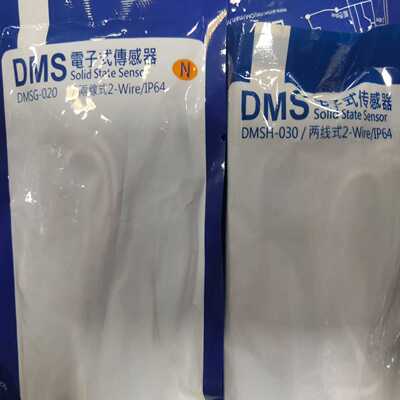 DMS 電子式傳感器
Solid State Sensor
N
DMSG-020 / 兩線式2-Wire/IP64
DMS 电子式传感器
Solid State Sensor
DMSH-030 / 两线式2-Wire/IP64